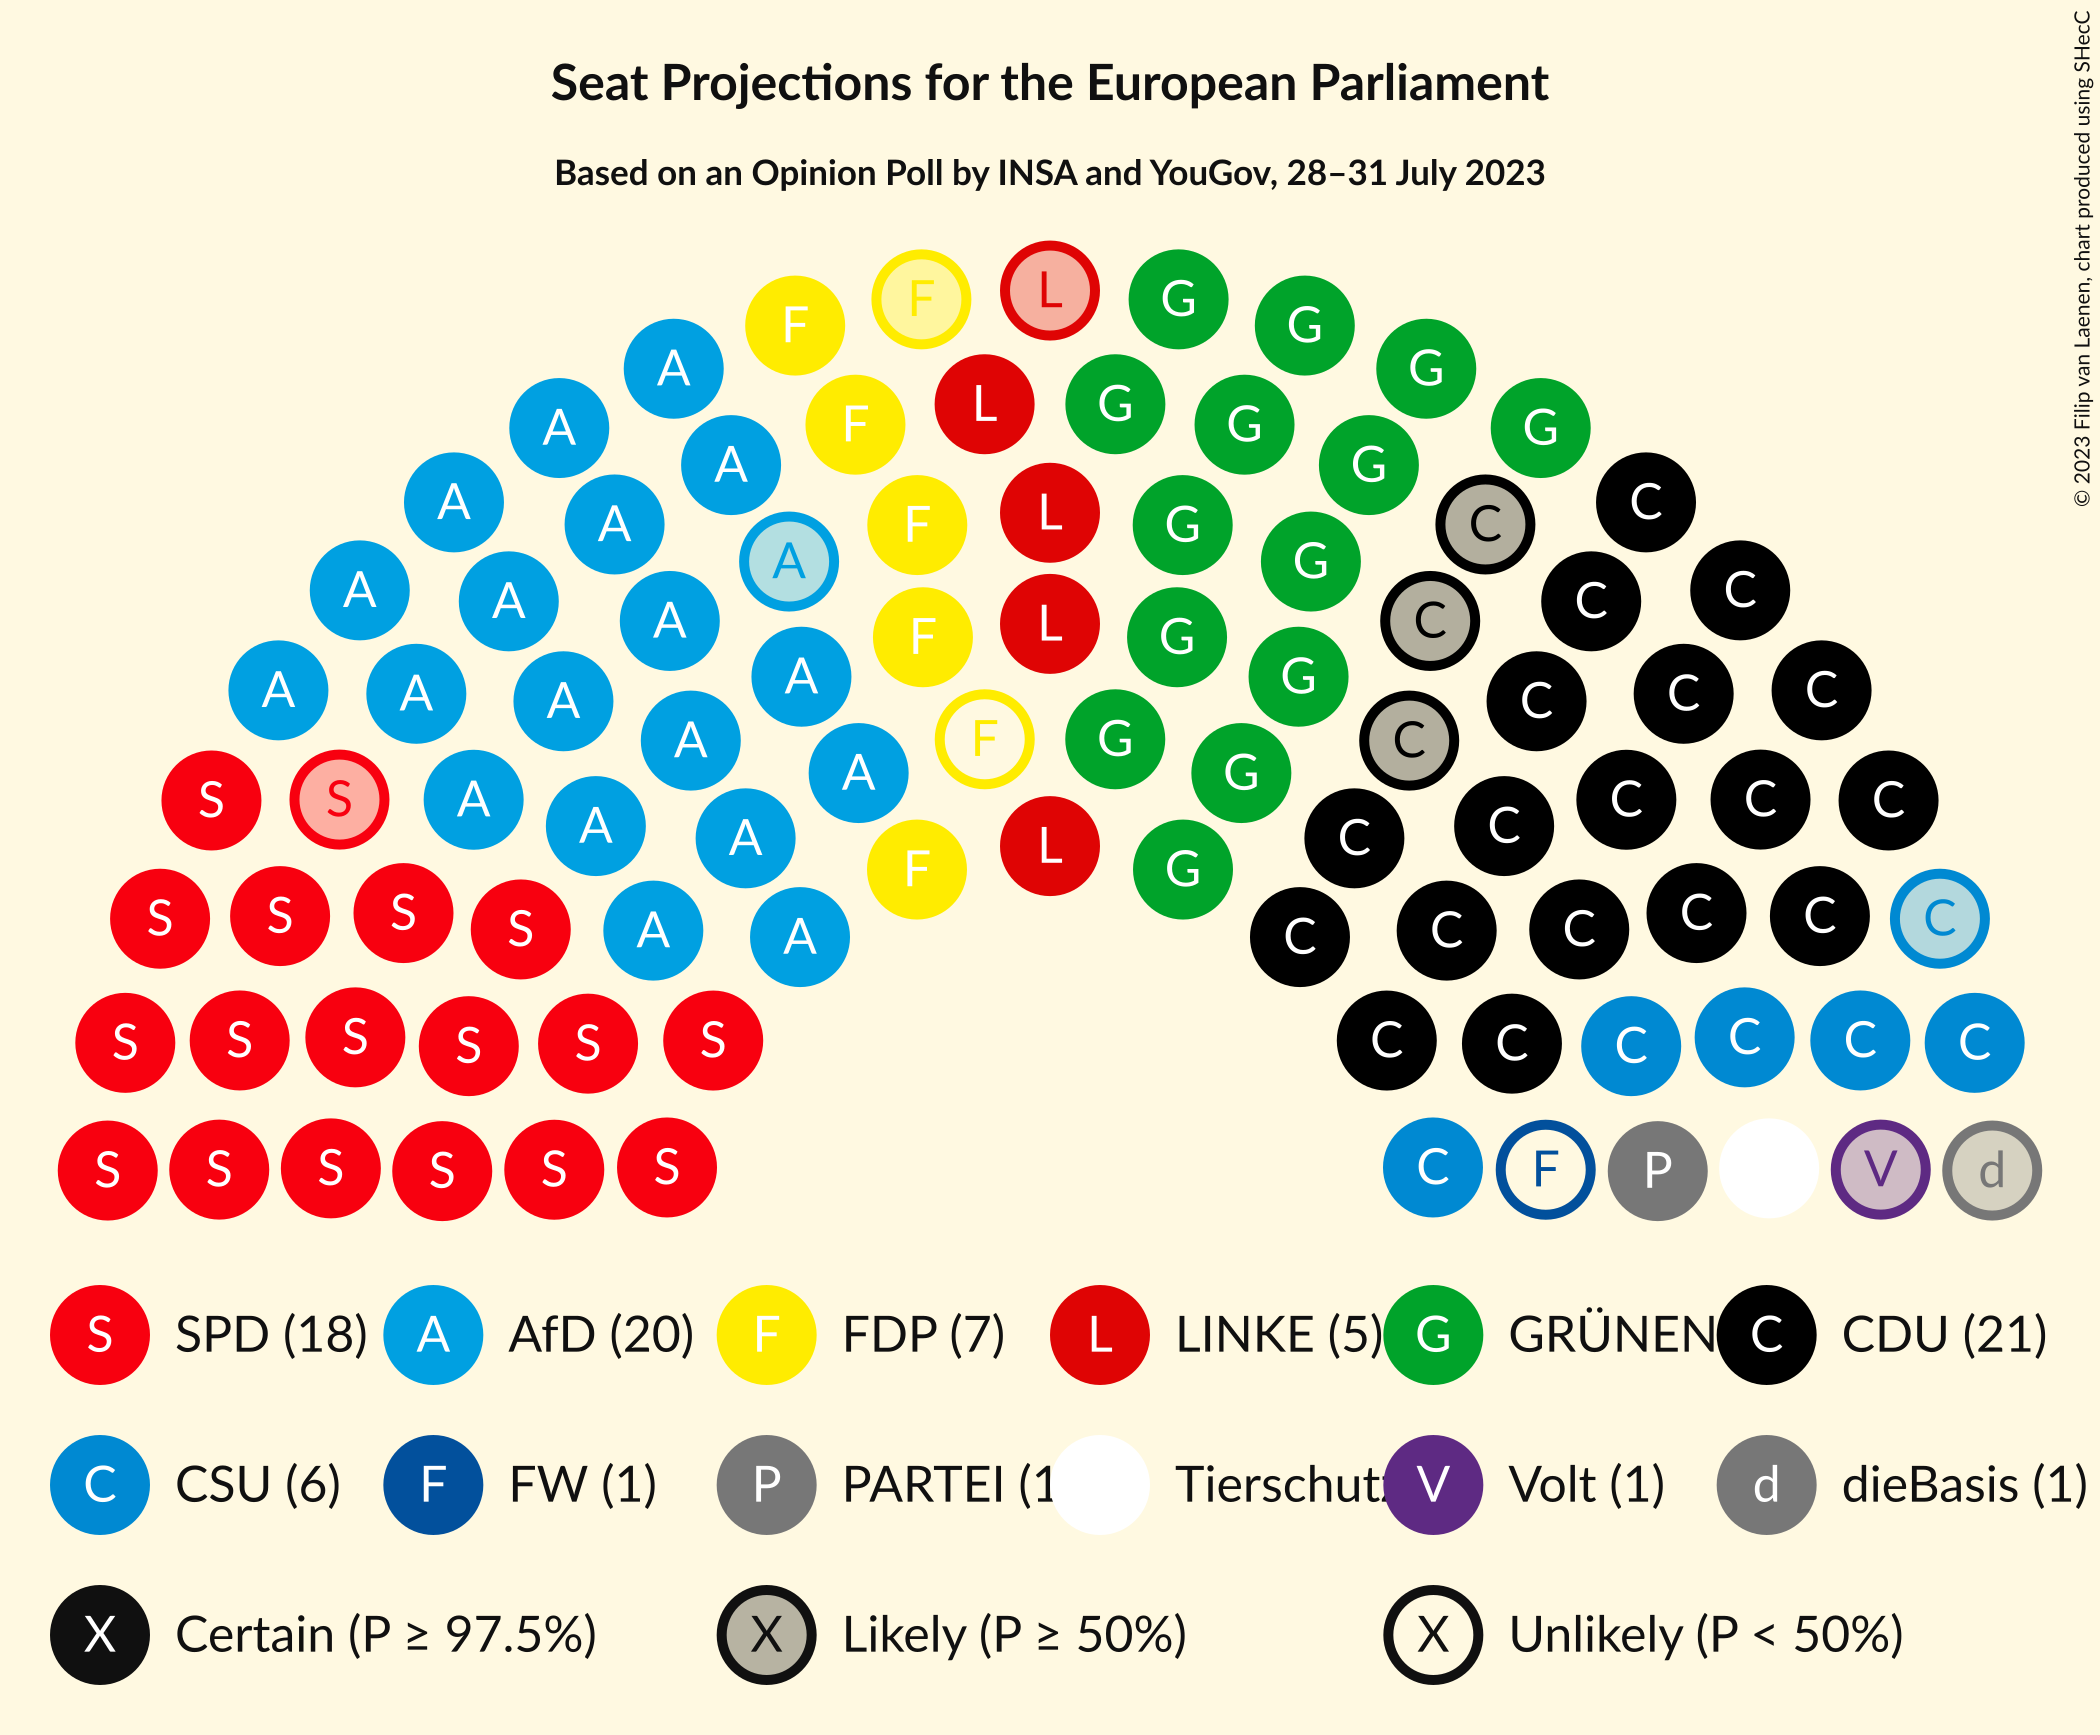 Seat Projections for the European Parliament
Based on an Opinion Poll by INSA and YouGov, 28–31 July 2023
© 2023 Filip van Laenen, chart produced using SHecC
F L G G
F G
A G
F L G G
A G C
A A G
F L G C
A A A G C C
F L G C
A A A G C C
A A A A F G C C C C
A A G
S S A A A A C C C C C
F L G
S S S S A A C C C C C C
S S S S S S C C C C C C
S S S S S S C F P V d
S SPD (18) A AfD (20) F FDP (7) L LINKE (5) G GRÜNEN C CDU (21)
C CSU (6) F FW (1) P PARTEI (1 Tierschutz V Volt (1) d dieBasis (1)
X Certain (P ≥ 97.5%) X Likely (P ≥ 50%) X Unlikely (P < 50%)